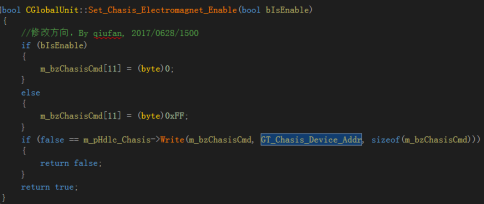 bool CGlobalUnit::Set_Chasis_Electromagnet_Enable(bool bIsEnable)
{
//修改方向. By qiufan, 2017/0628/1500
if (bIsEnable)
{
m_bzChasisCmd[11] = (byte)0;
}
else
{
m_bzChasisCmd[11] = (byte)0xFF;
}
if (false == m_pHdlc_Chasis->Write(m_bzChasisCmd, GT_Chasis_Device_Addr, sizeof(m_bzChasisCmd)))
{
return false;
}
return true;
}